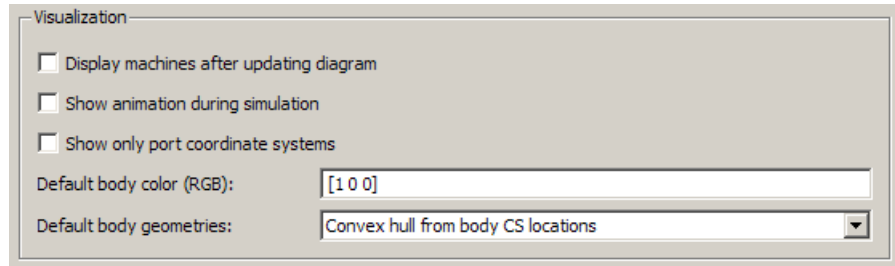 Visualization
Display machines after updating diagram
Show animation during simulation
Show only port coordinate systems
Default body color (RGB): [1 0 0]
Default body geometries: Convex hull from body CS locations